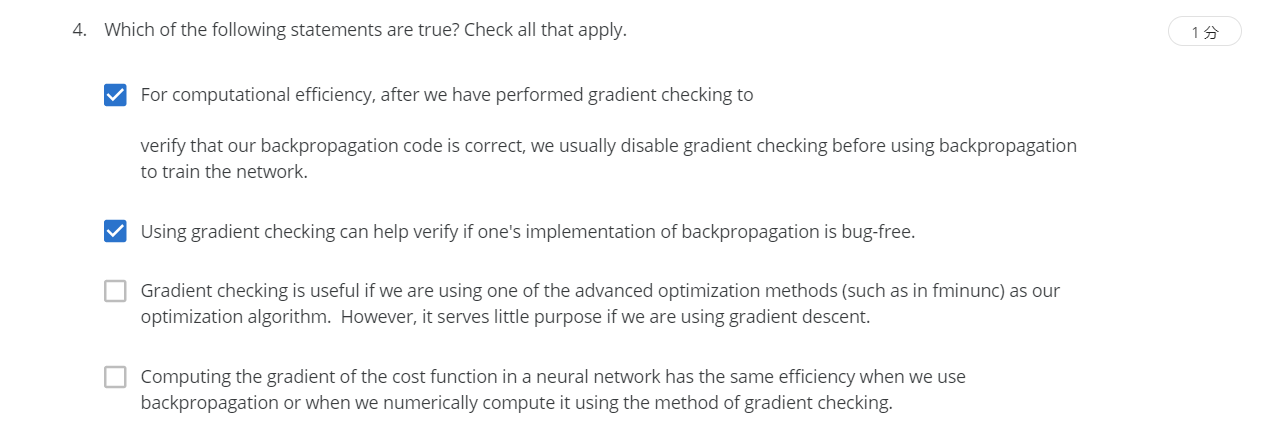 4. Which of the following statements are true? Check all that apply.
1 分
For computational efficiency, after we have performed gradient checking to
verify that our backpropagation code is correct, we usually disable gradient checking before using backpropagation
to train the network.
Using gradient checking can help verify if one's implementation of backpropagation is bug-free.
Gradient checking is useful if we are using one of the advanced optimization methods (such as in fminunc) as our
optimization algorithm.  However, it serves little purpose if we are using gradient descent.
Computing the gradient of the cost function in a neural network has the same efficiency when we use
backpropagation or when we numerically compute it using the method of gradient checking.